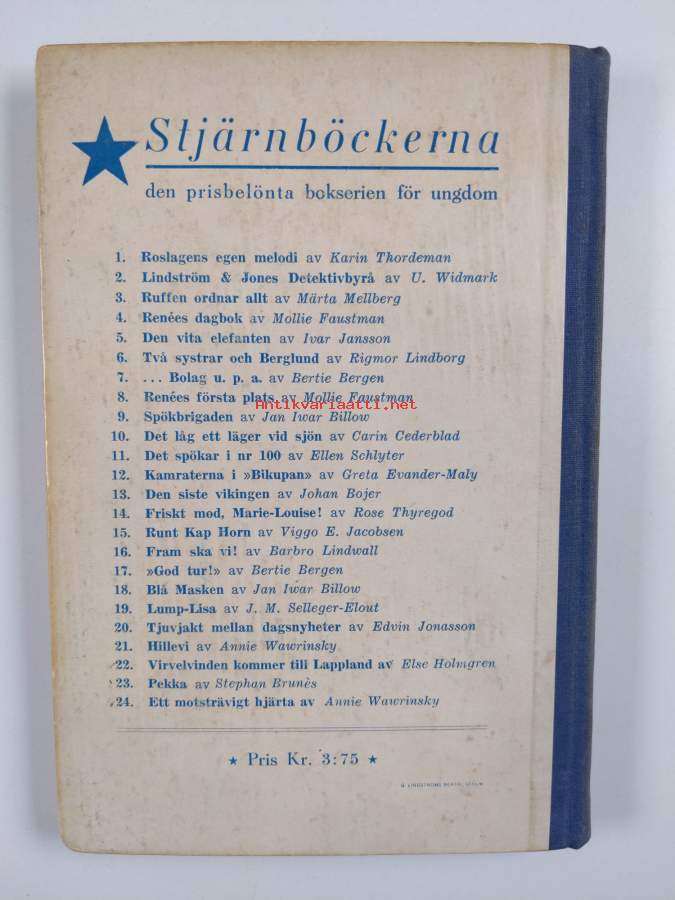 Stjärnböckerna
den prisbelönta bokserien för ungdom
1. Roslagens egen melodi av Karin Thordeman
2. Lindström & Jones Detektivbyrå av U. Widmark
3. Ruffen ordnar allt av Märta Mellberg
4. Renées dagbok av Mollie Faustman
5. Den vita elefanten av Ivar Jansson
6. Två systrar och Berglund av Rigmor Lindborg
7. ... Bolag u. p. a. av Bertie Bergen
8. Renées första plats av Mollie Faustman
Antikvariaatti.net
9. Spökbrigaden av Jan Iwar Billow
10. Det låg ett läger vid sjön av Carin Cederblad
11. Det spökar i nr 100 av Ellen Schlyter
12. Kamraterna i »Bikupan» av Greta Evander-Maly
13. Den siste vikingen av Johan Bojer
14. Friskt mod, Marie-Louise! av Rose Thyregod
15. Runt Kap Horn av Viggo E. Jacobsen
16. Fram ska vi! av Barbro Lindwall
17. »God tur!» av Bertie Bergen
18. Blå Masken av Jan Iwar Billow
19. Lump-Lisa av J. M. Selleger-Elout
20. Tjuvjakt mellan dagsnyheter av Edvin Jonasson
21. Hillevi av Annie Wawrinsky
22. Virvelvinden kommer till Lappland av Else Holmgren
23. Pekka av Stephan Brunès
24. Ett motsträvigt hjärta av Annie Wawrinsky
★ Pris Kr. 3:75 ★